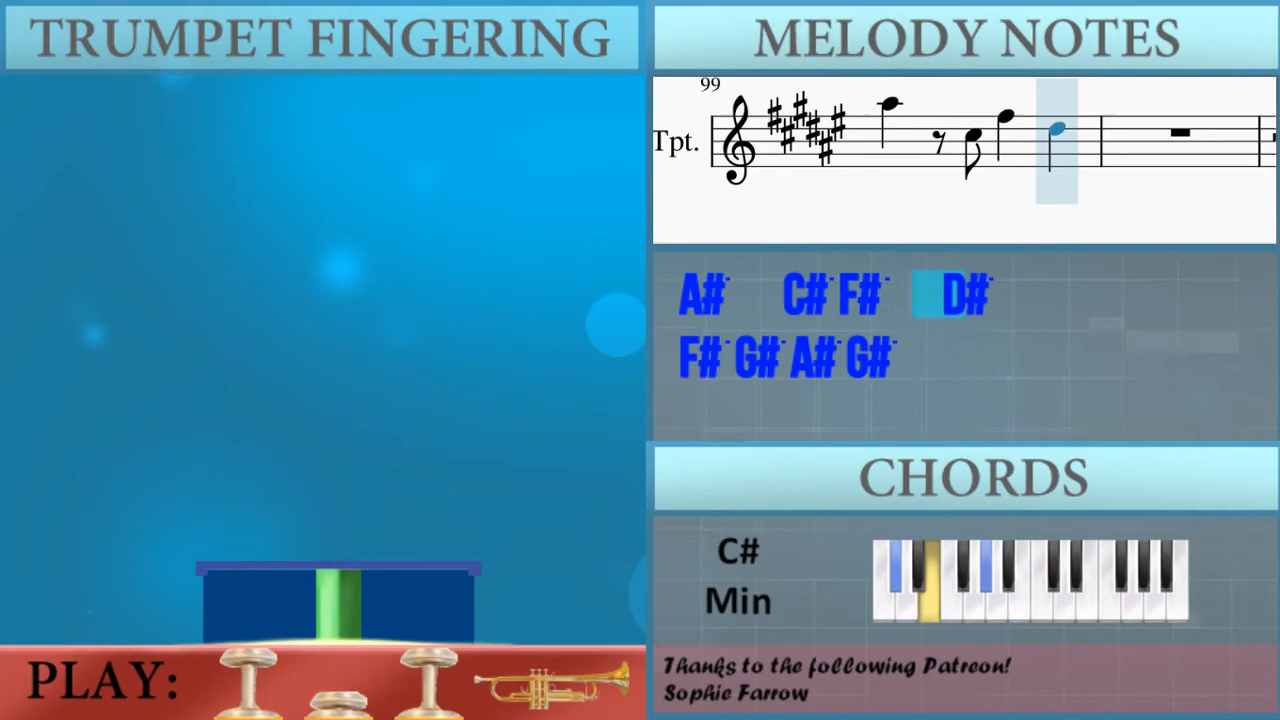 TRUMPET FINGERING
MELODY NOTES
99
Tpt.
A#- C#- F#- D#-
F#- G#- A#- G#-
CHORDS
C#
Min
PLAY:
Thanks to the following Patreon!
Sophie Farrow